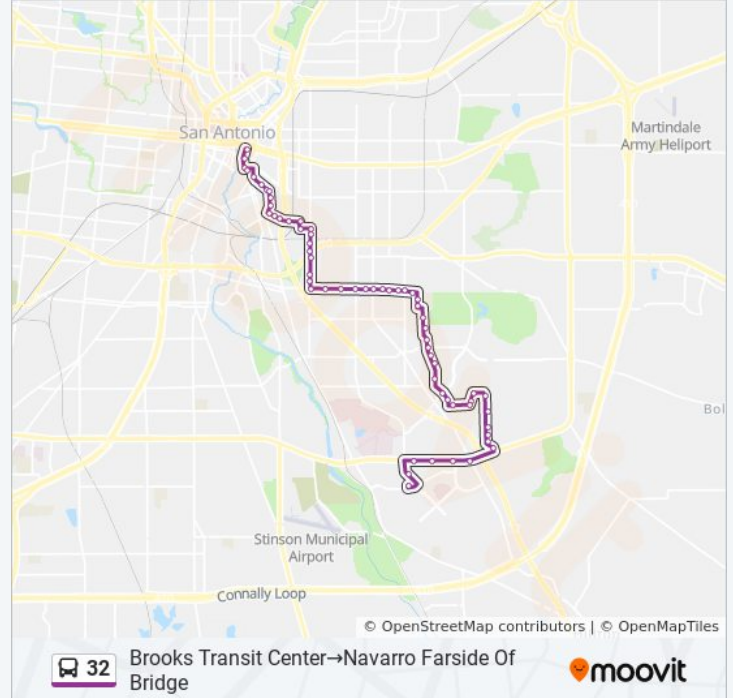 San Antonio
Martindale
Army Heliport
Bol
Stinson Municipal
Airport
Connally Loop
© OpenStreetMap contributors | © OpenMapTiles
32
Brooks Transit Center→Navarro Farside Of
Bridge
moovit